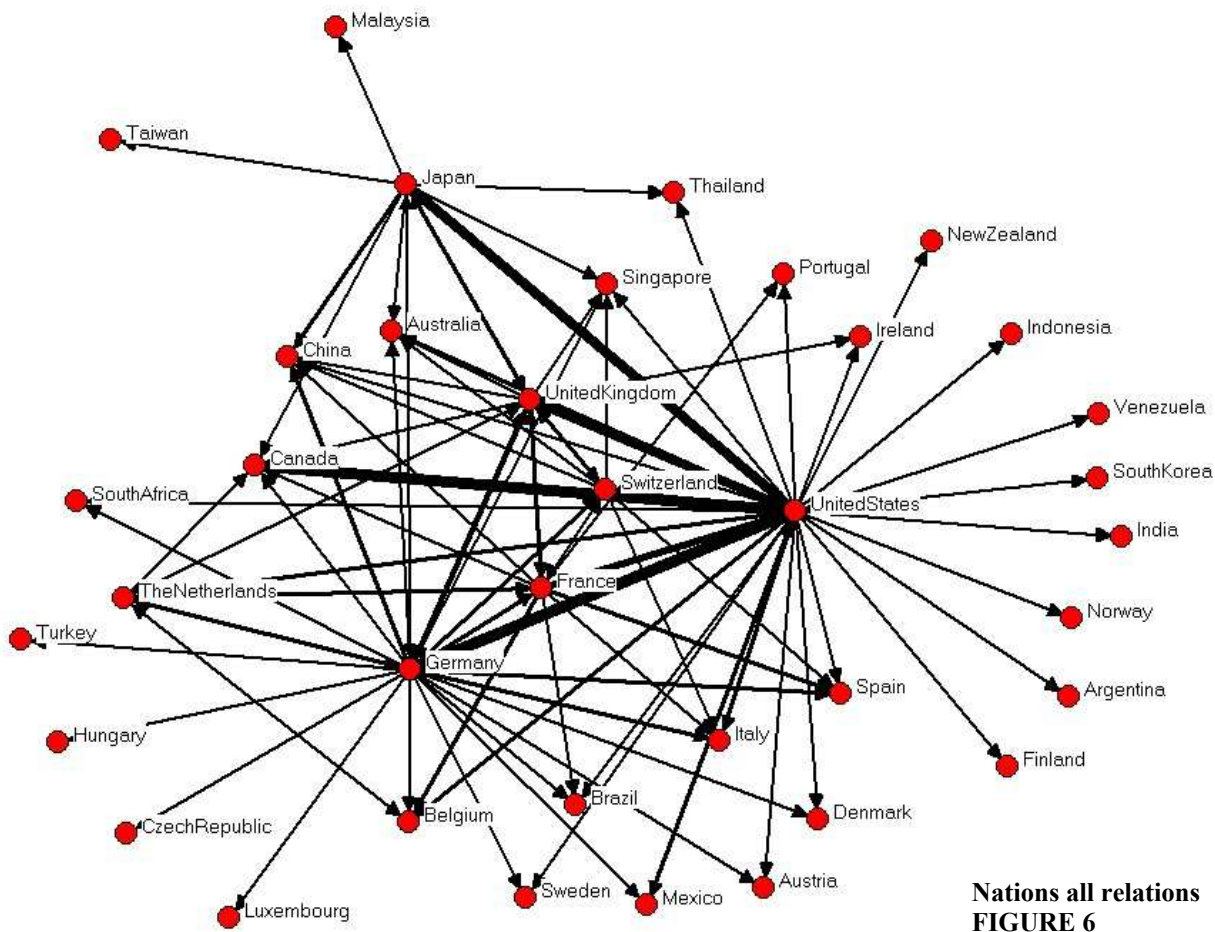 Malaysia
Taiwan
Japan
Thailand
NewZealand
Singapore
Portugal
Australia
Ireland
Indonesia
China
UnitedKingdom
Venezuela
Canada
Switzerland
SouthKorea
SouthAfrica
UnitedStates
India
TheNetherlands
France
Norway
Turkey
Germany
Spain
Argentina
Hungary
Italy
Finland
CzechRepublic
Belgium
Brazil
Denmark
Luxembourg
Sweden
Mexico
Austria
Nations all relations
FIGURE 6